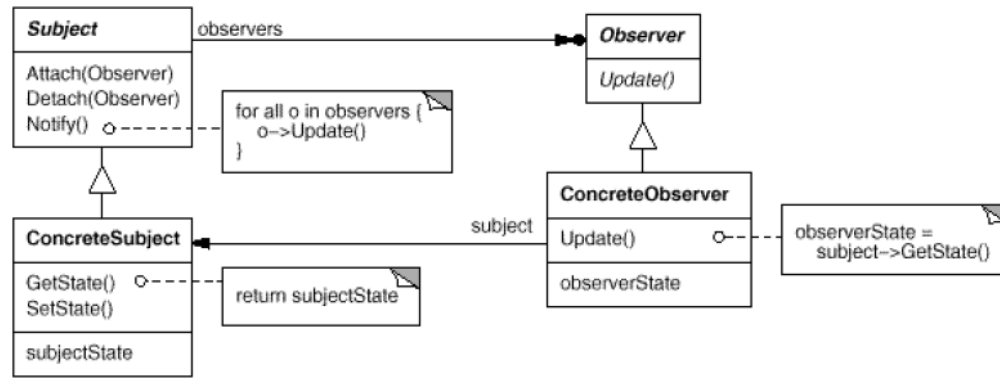 Subject
observers
Observer
Attach(Observer)
Detach(Observer)
Notify()
Update()
for all o in observers {
o->Update()
}
ConcreteSubject
GetState()
SetState()
subjectState
return subjectState
subject
ConcreteObserver
Update()
observerState
observerState =
subject->GetState()